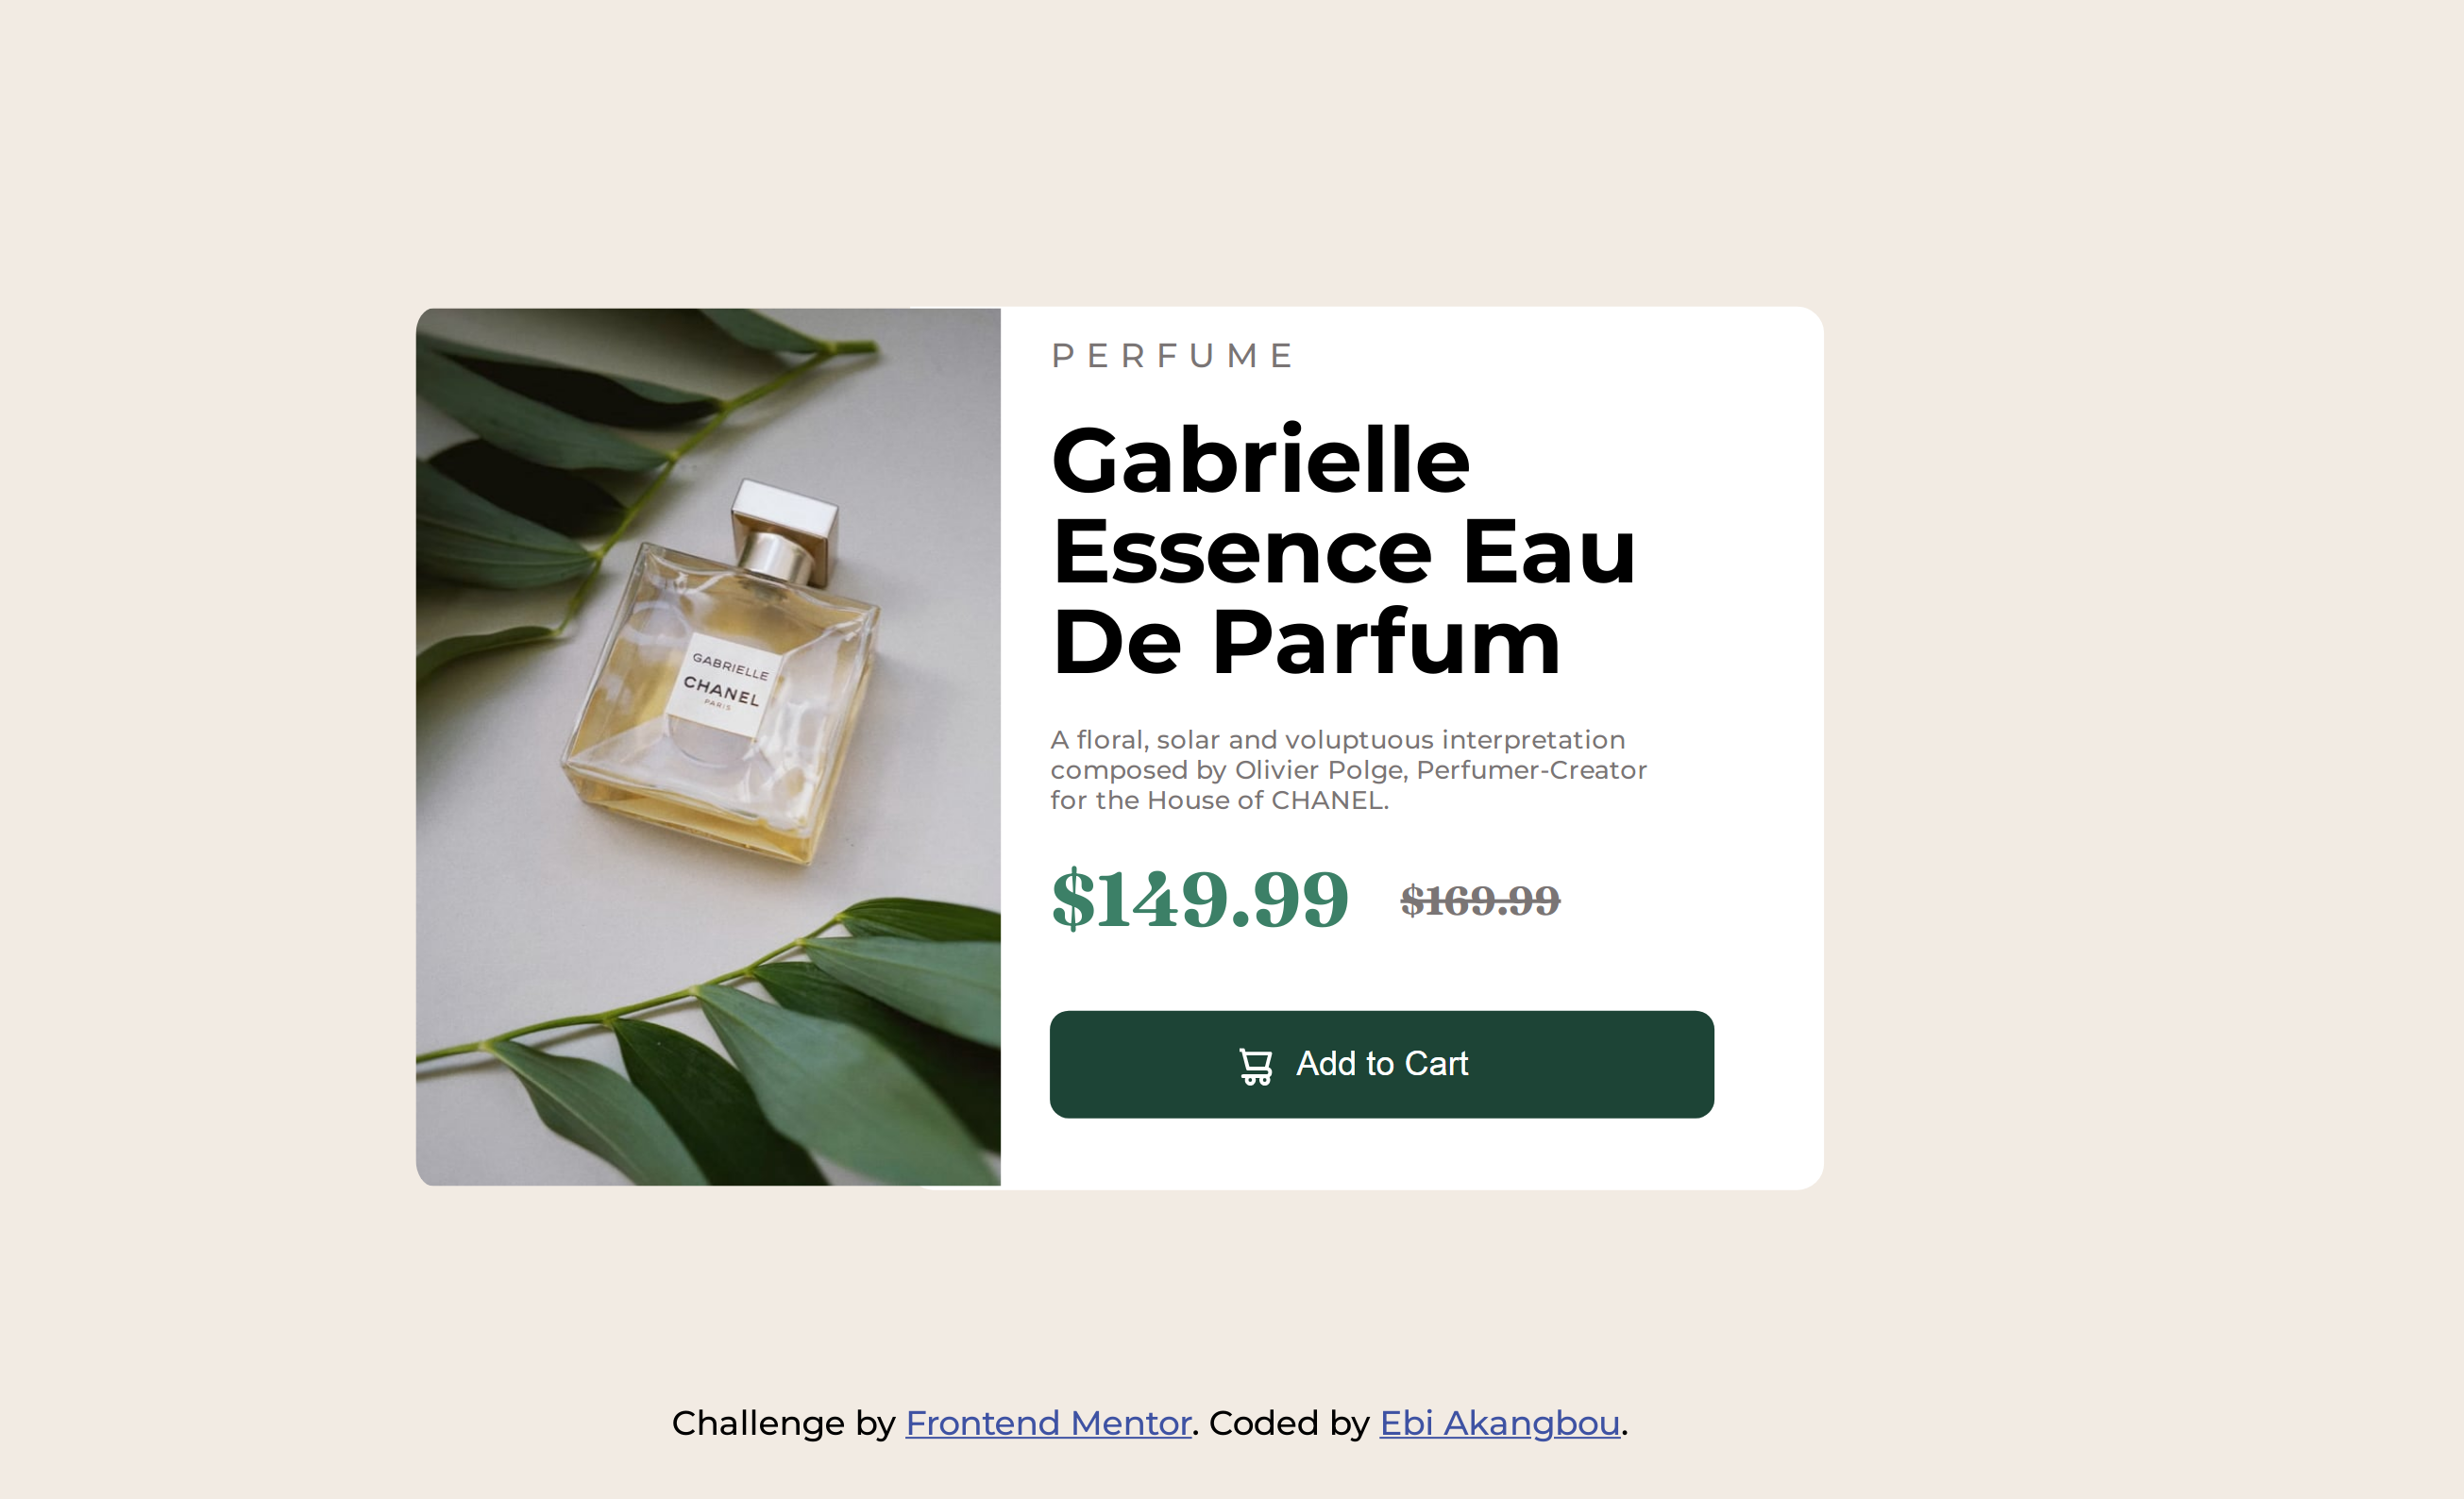 GABRIELLE
CHANEL
PARIS
PERFUME
Gabrielle
Essence Eau
De Parfum
A floral, solar and voluptuous interpretation
composed by Olivier Polge, Perfumer-Creator
for the House of CHANEL.
$149.99 $169.99
Add to Cart
Challenge by Frontend Mentor. Coded by Ebi Akangbou.